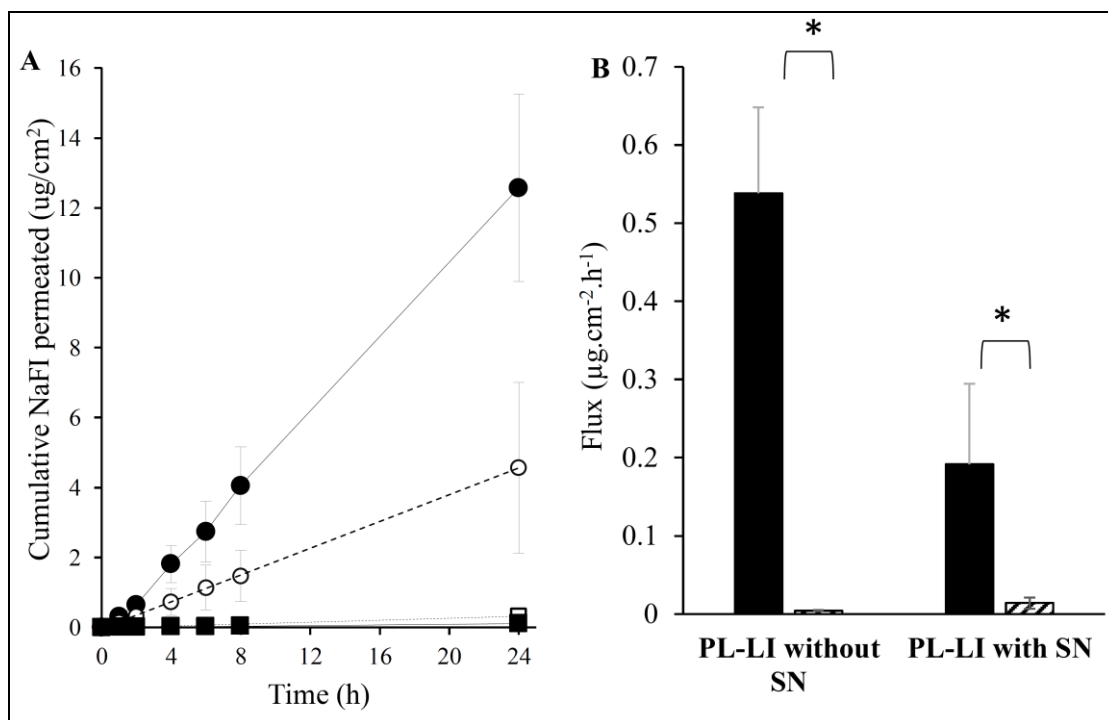 A
Cumulative NaFI permeated (ug/cm²)
16
14
12
10
8
6
4
2
0
0 4 8 12 16 20 24
Time (h)
B
*
*
Flux (µg.cm⁻².h⁻¹)
0.7
0.6
0.5
0.4
0.3
0.2
0.1
0
PL-LI without
SN
PL-LI with SN